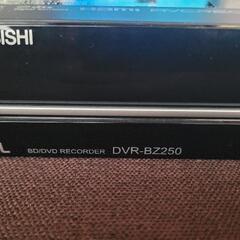 ISHI
L BD/DVD RECORDER DVR-BZ250